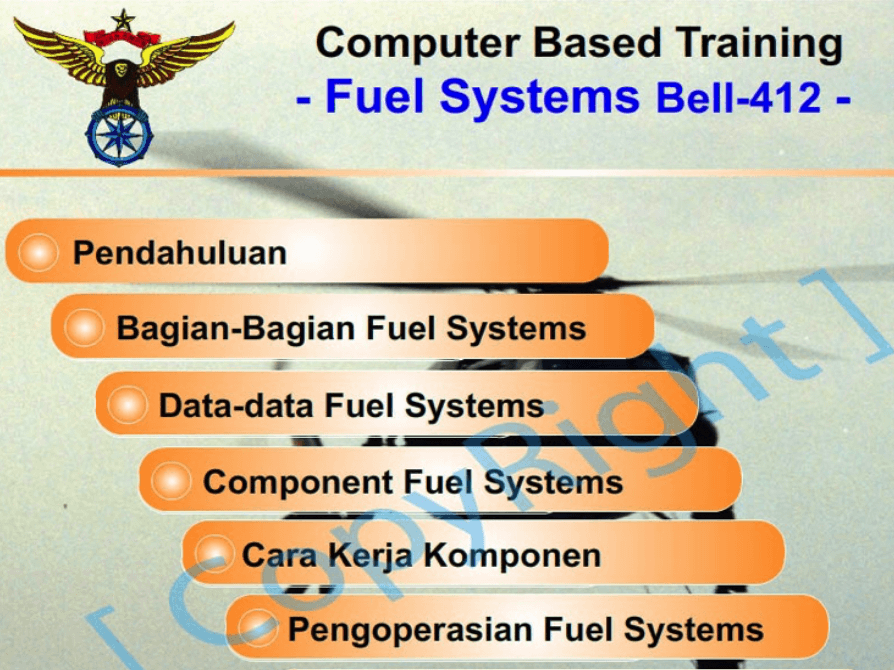 Computer Based Training
- Fuel Systems Bell-412 -
Pendahuluan
Bagian-Bagian Fuel Systems
Data-data Fuel Systems
Component Fuel Systems
Cara Kerja Komponen
Pengoperasian Fuel Systems
[ CopyRight ]